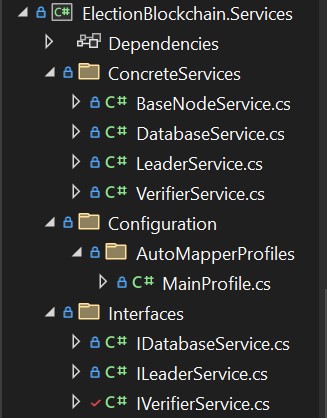 C# ElectionBlockchain.Services
Dependencies
ConcreteServices
C# BaseNodeService.cs
C# DatabaseService.cs
C# LeaderService.cs
C# VerifierService.cs
Configuration
AutoMapperProfiles
C# MainProfile.cs
Interfaces
C# IDatabaseService.cs
C# ILeaderService.cs
C# IVerifierService.cs